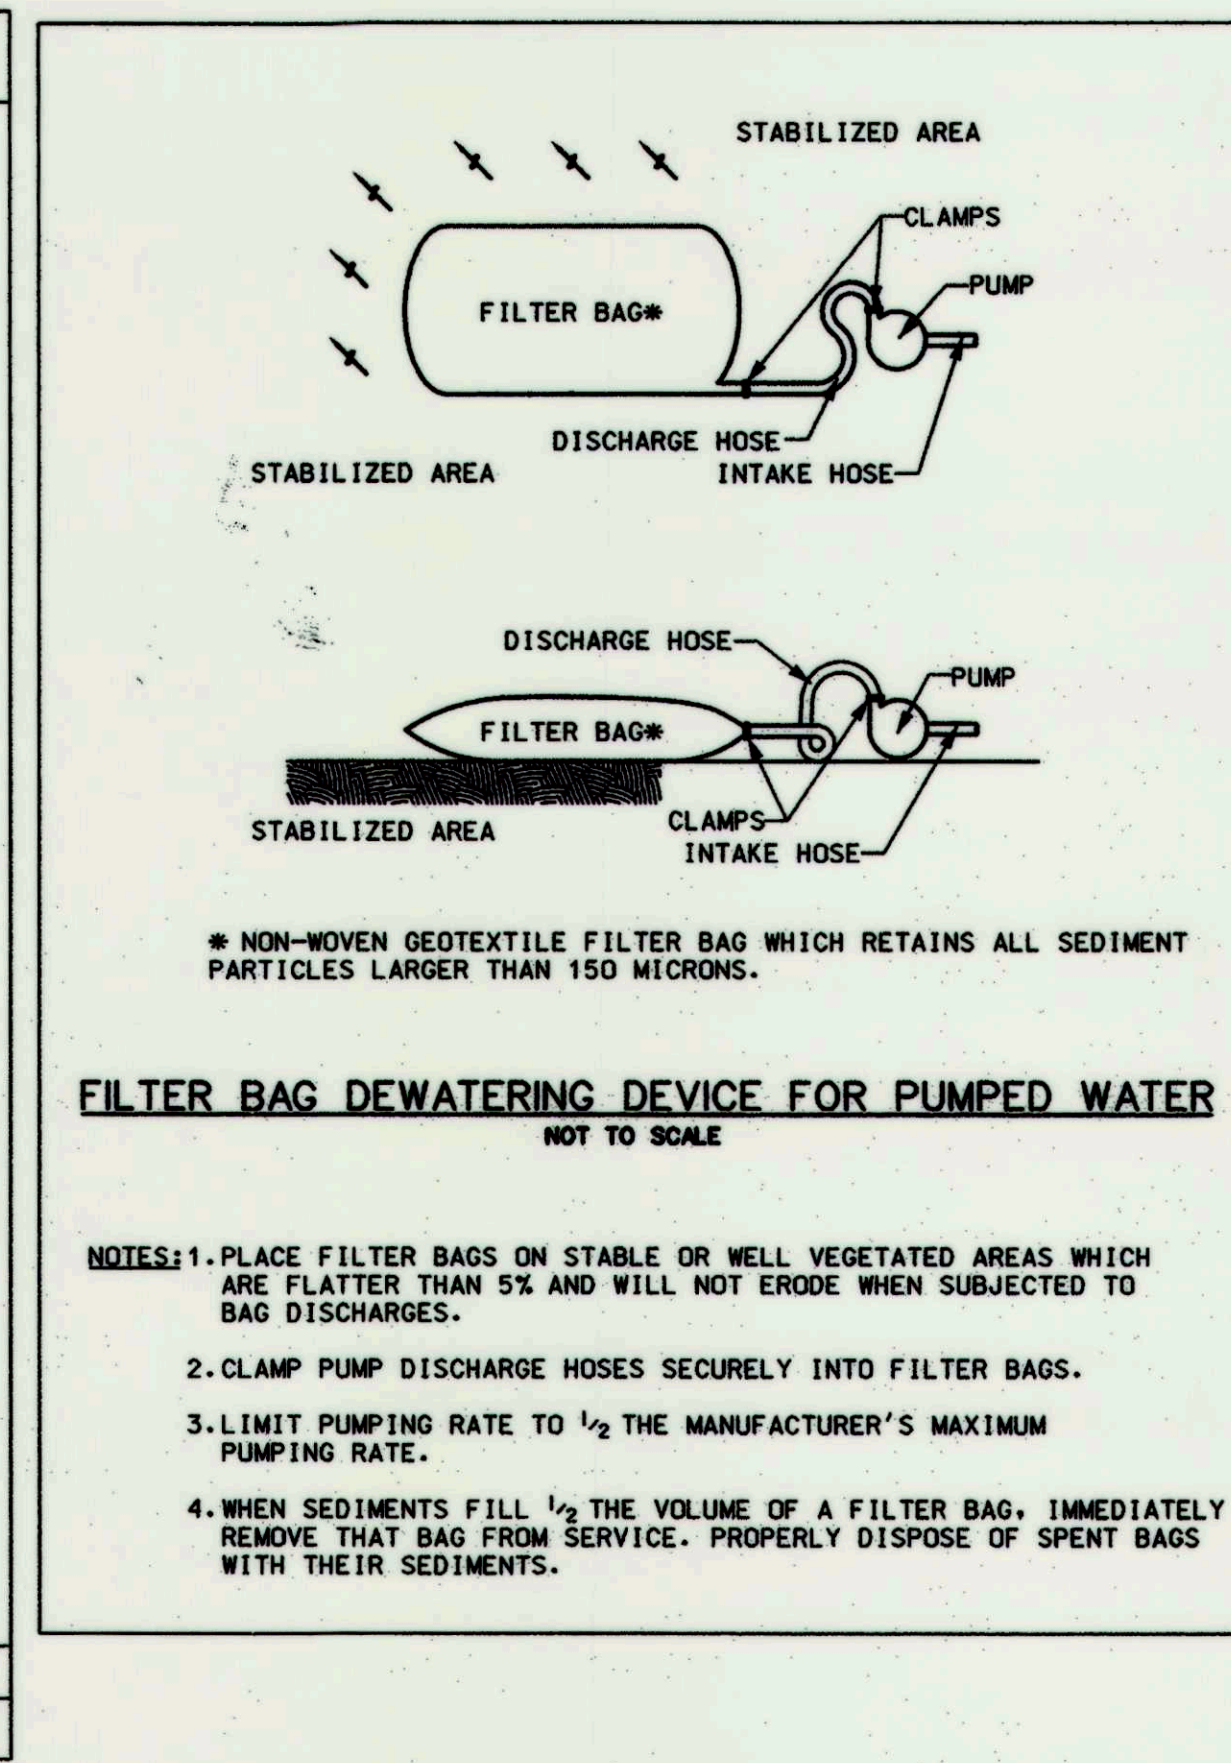 STABILIZED AREA
CLAMPS
PUMP
FILTER BAG*
DISCHARGE HOSE
STABILIZED AREA
INTAKE HOSE
DISCHARGE HOSE
PUMP
FILTER BAG*
STABILIZED AREA
CLAMPS
INTAKE HOSE
* NON-WOVEN GEOTEXTILE FILTER BAG WHICH RETAINS ALL SEDIMENT
PARTICLES LARGER THAN 150 MICRONS.
FILTER BAG DEWATERING DEVICE FOR PUMPED WATER
NOT TO SCALE
NOTES: 1. PLACE FILTER BAGS ON STABLE OR WELL VEGETATED AREAS WHICH
ARE FLATTER THAN 5% AND WILL NOT ERODE WHEN SUBJECTED TO
BAG DISCHARGES.
2. CLAMP PUMP DISCHARGE HOSES SECURELY INTO FILTER BAGS.
3. LIMIT PUMPING RATE TO 1/2 THE MANUFACTURER'S MAXIMUM
PUMPING RATE.
4. WHEN SEDIMENTS FILL 1/2 THE VOLUME OF A FILTER BAG, IMMEDIATELY
REMOVE THAT BAG FROM SERVICE. PROPERLY DISPOSE OF SPENT BAGS
WITH THEIR SEDIMENTS.